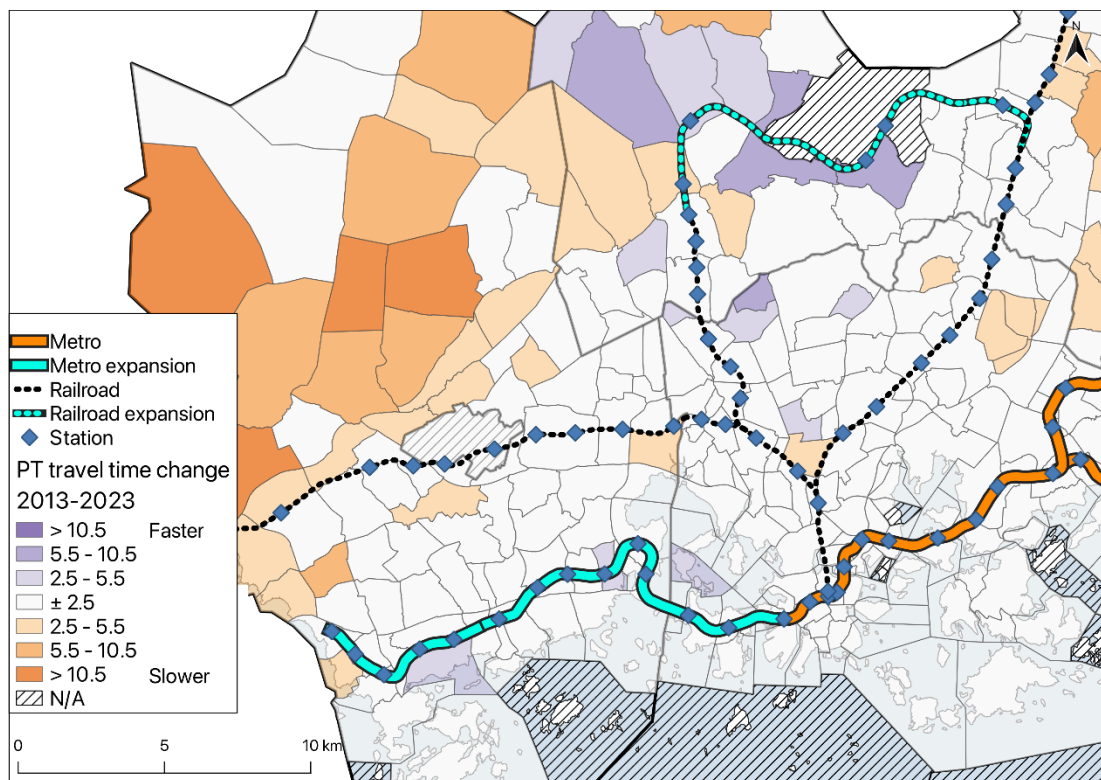 N
Metro
Metro expansion
Railroad
Railroad expansion
Station
PT travel time change
2013-2023
> 10.5 Faster
5.5 - 10.5
2.5 - 5.5
± 2.5
2.5 - 5.5
5.5 - 10.5
> 10.5 Slower
N/A
0 5 10 km